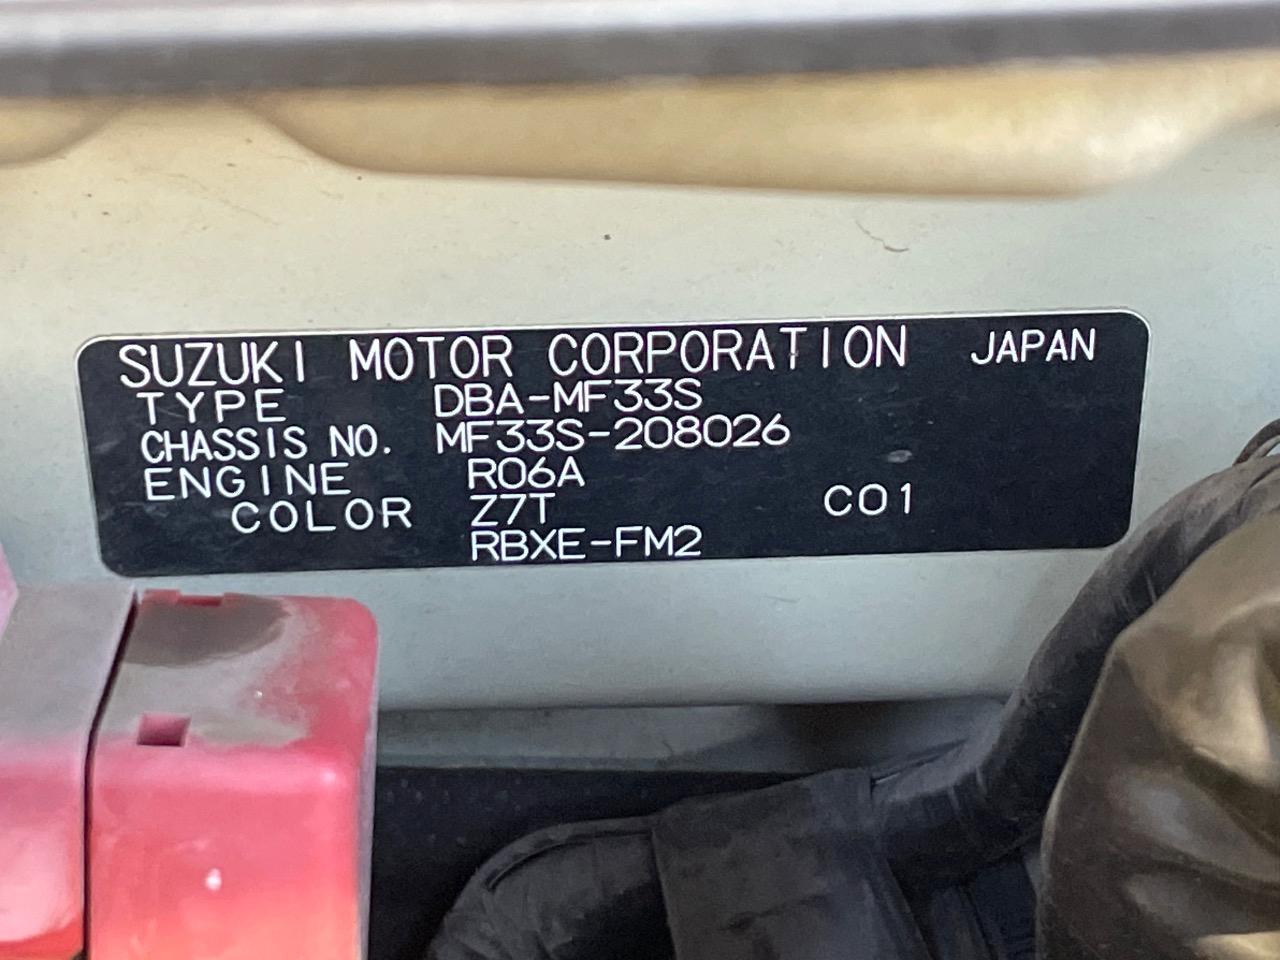 SUZUKI MOTOR CORPORATION JAPAN
TYPE DBA-MF33S
CHASSIS NO. MF33S-208026
ENGINE R06A
COLOR Z7T C01
RBXE-FM2